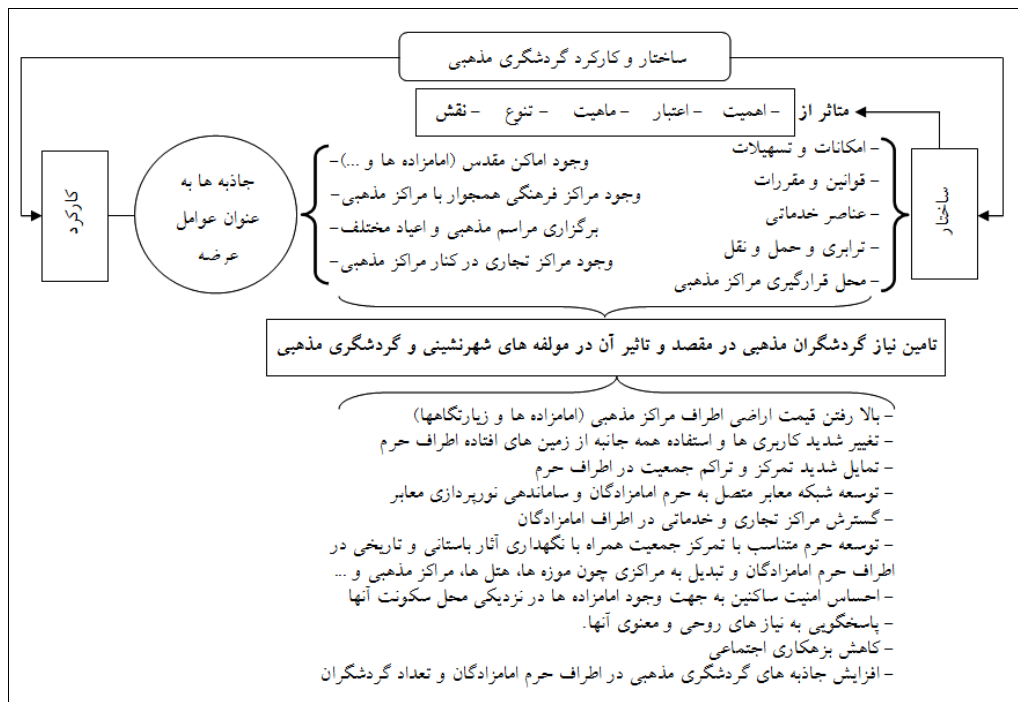 ساختار و کارکرد گردشگری مذهبی
متاثر از - اهمیت - اعتبار - ماهیت - تنوع - نقش
ساختار
- امکانات و تسهیلات
- قوانین و مقررات
- عناصر خدماتی
- ترابری و حمل و نقل
- محل قرارگیری مراکز مذهبی
وجود اماکن مقدس (امامزاده ها و ...)-
وجود مراکز فرهنگی همجوار با مراکز مذهبی-
برگزاری مراسم مذهبی و اعیاد مختلف-
وجود مراکز تجاری در کنار مراکز مذهبی-
جاذبه ها به
عنوان عوامل
عرضه
کارکرد
تامین نیاز گردشگران مذهبی در مقصد و تاثیر آن در مولفه های شهرنشینی و گردشگری مذهبی
- بالا رفتن قیمت اراضی اطراف مراکز مذهبی (امامزاده ها و زیارتگاهها)
- تغییر شدید کاربری ها و استفاده همه جانبه از زمین های افتاده اطراف حرم
- تمایل شدید تمرکز و تراکم جمعیت در اطراف حرم
- توسعه شبکه معابر متصل به حرم امامزادگان و ساماندهی نورپردازی معابر
- گسترش مراکز تجاری و خدماتی در اطراف امامزادگان
- توسعه حرم متناسب با تمرکز جمعیت همراه با نگهداری آثار باستانی و تاریخی در
اطراف حرم امامزادگان و تبدیل به مراکزی چون موزه ها، هتل ها، مراکز مذهبی و ...
- احساس امنیت ساکنین به جهت وجود امامزاده ها در نزدیکی محل سکونت آنها
- پاسخگویی به نیاز های روحی و معنوی آنها.
- کاهش بزهکاری اجتماعی
- افزایش جاذبه های گردشگری مذهبی در اطراف حرم امامزادگان و تعداد گردشگران